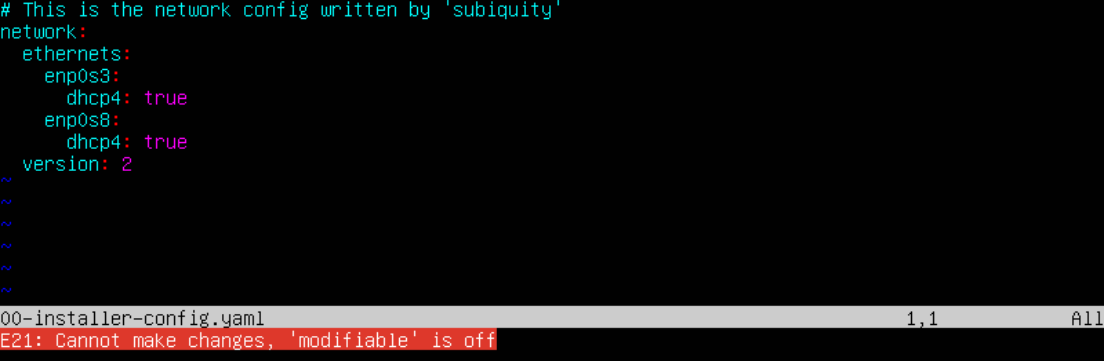 # This is the network config written by 'subiquity'
network:
  ethernets:
    enp0s3:
      dhcp4: true
    enp0s8:
      dhcp4: true
  version: 2
~
~
~
~
~
~
00-installer-config.yaml 1,1 All
E21: Cannot make changes, 'modifiable' is off